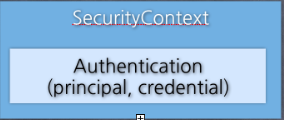 SecurityContext
Authentication
(principal, credential)